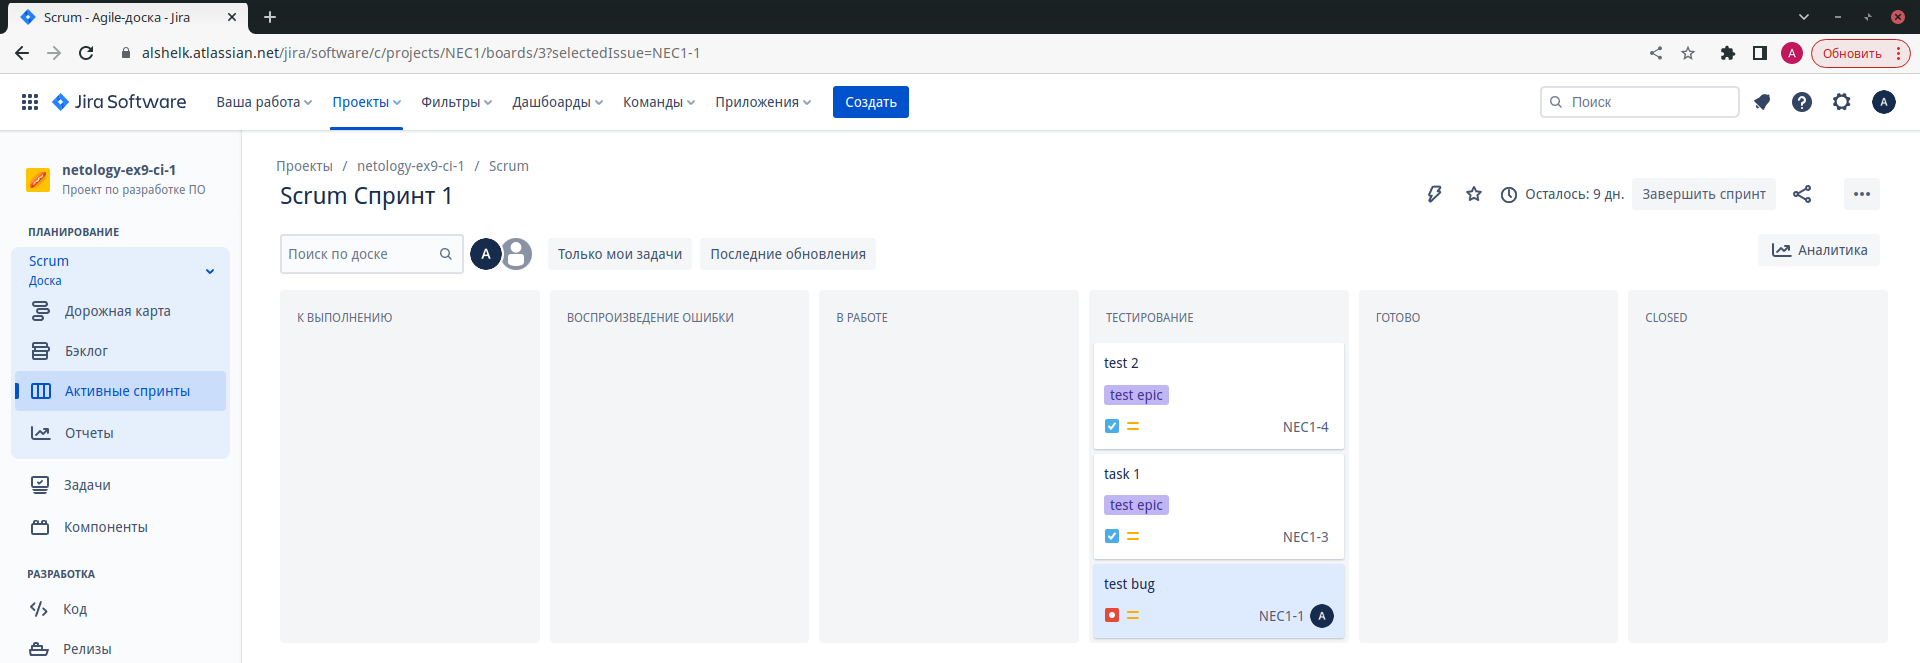 Scrum - Agile-доска - Jira
alshelk.atlassian.net/jira/software/c/projects/NEC1/boards/3?selectedIssue=NEC1-1
A
Обновить
Jira Software
Ваша работа
Проекты
Фильтры
Дашборды
Команды
Приложения
Создать
Поиск
A
netology-ex9-ci-1
Проект по разработке ПО
ПЛАНИРОВАНИЕ
Scrum
Доска
Дорожная карта
Бэклог
Активные спринты
Отчеты
Задачи
Компоненты
РАЗРАБОТКА
Код
Релизы
Проекты / netology-ex9-ci-1 / Scrum
Scrum Спринт 1
Осталось: 9 дн.
Завершить спринт
Поиск по доске
A
Только мои задачи
Последние обновления
Аналитика
К ВЫПОЛНЕНИЮ
ВОСПРОИЗВЕДЕНИЕ ОШИБКИ
В РАБОТЕ
ТЕСТИРОВАНИЕ
ГОТОВО
CLOSED
test 2
test epic
NEC1-4
task 1
test epic
NEC1-3
test bug
NEC1-1
A